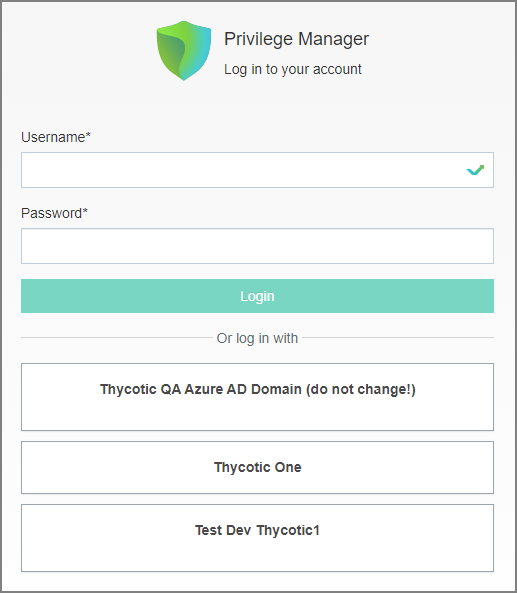 Privilege Manager
Log in to your account
Username*
Password*
Login
Or log in with
Thycotic QA Azure AD Domain (do not change!)
Thycotic One
Test Dev Thycotic1